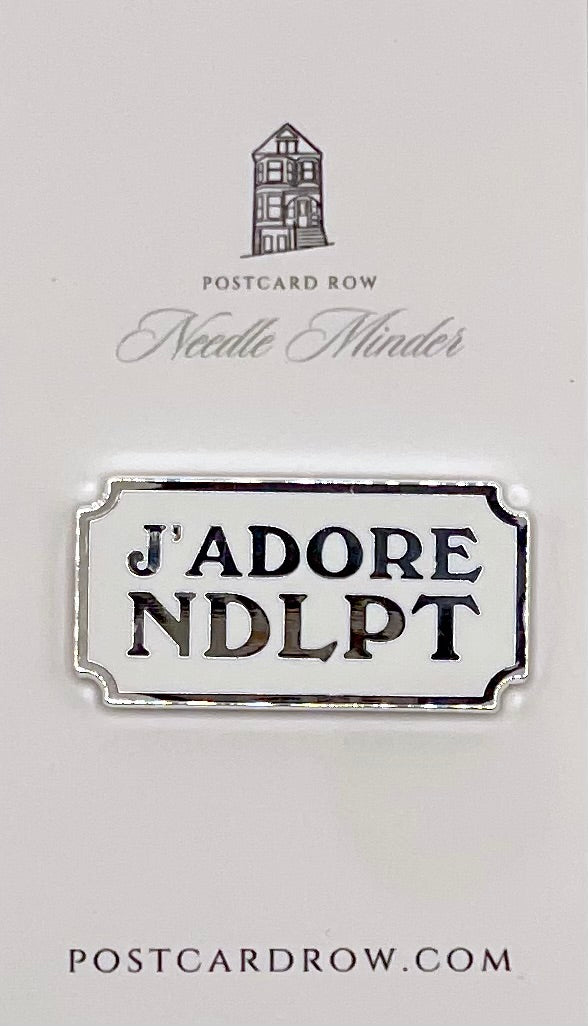 POSTCARD ROW
Needle Minder
J'ADORE
NDLPT
POSTCARDROW.COM